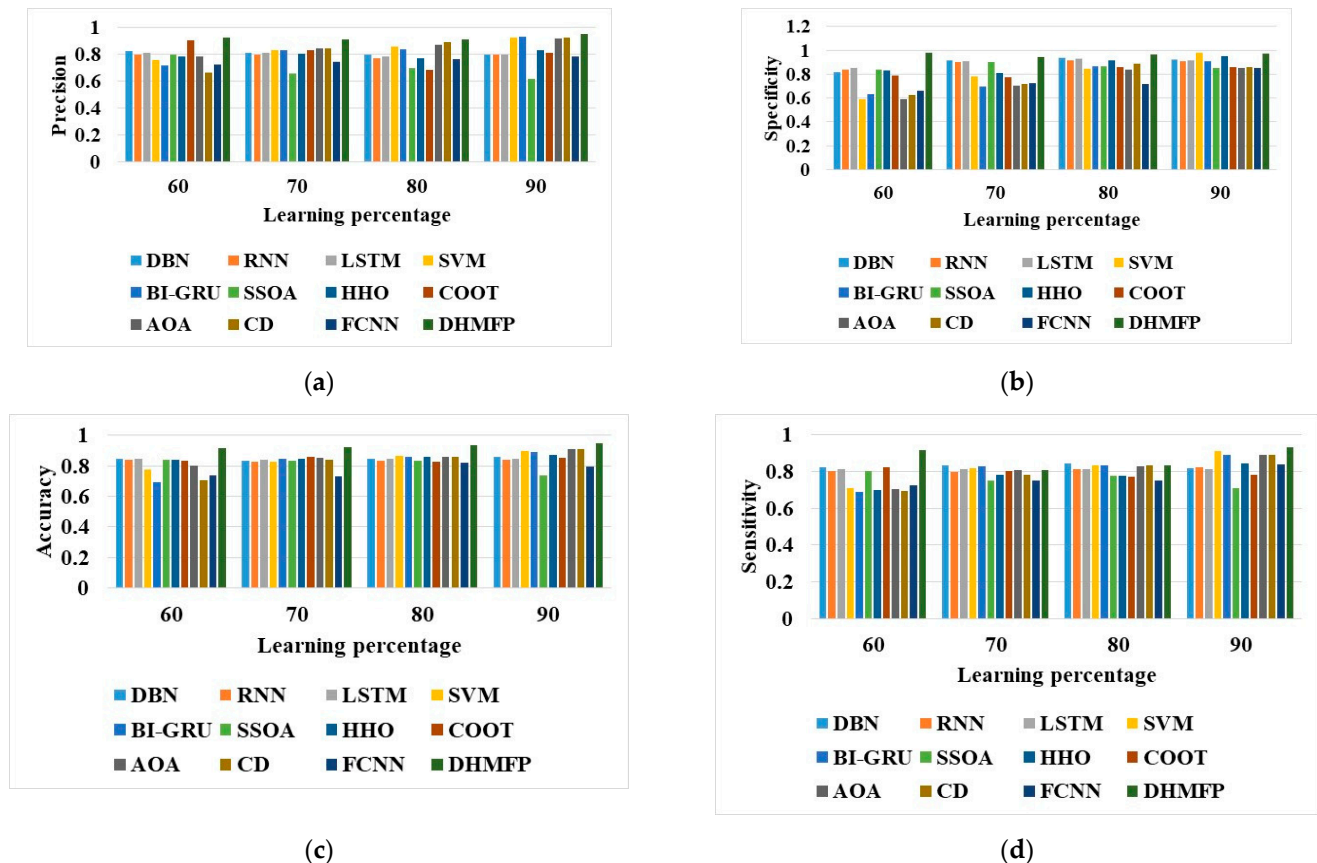 1
0.8
0.6
0.4
0.2
0
Precision
60 70 80 90
Learning percentage
DBN RNN LSTM SVM
BI-GRU SSOA HHO COOT
AOA CD FCNN DHMFP
(a)
1.2
1
0.8
0.6
0.4
0.2
0
Specificity
60 70 80 90
Learning percentage
DBN RNN LSTM SVM
BI-GRU SSOA HHO COOT
AOA CD FCNN DHMFP
(b)
1
0.8
0.6
0.4
0.2
0
Accuracy
60 70 80 90
Learning percentage
DBN RNN LSTM SVM
BI-GRU SSOA HHO COOT
AOA CD FCNN DHMFP
(c)
1
0.8
0.6
0.4
0.2
0
Sensitivity
60 70 80 90
Learning percentage
DBN RNN LSTM SVM
BI-GRU SSOA HHO COOT
AOA CD FCNN DHMFP
(d)